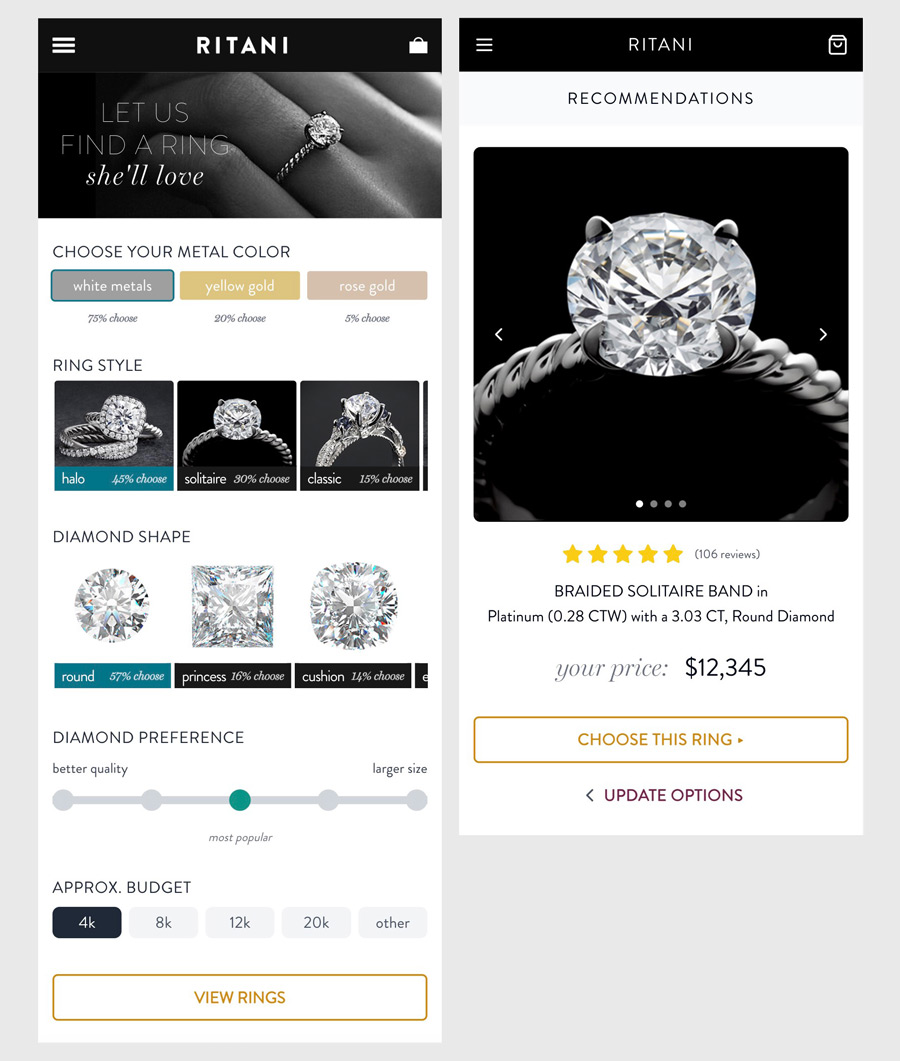 RITANI
LET US
FIND A RING
she'll love
CHOOSE YOUR METAL COLOR
white metals yellow gold rose gold
75% choose 20% choose 5% choose
RING STYLE
halo 45% choose solitaire 30% choose classic 15% choose
DIAMOND SHAPE
round 57% choose princess 16% choose cushion 14% choose e
DIAMOND PREFERENCE
better quality larger size
most popular
APPROX. BUDGET
4k 8k 12k 20k other
VIEW RINGS
RITANI
RECOMMENDATIONS
(106 reviews)
BRAIDED SOLITAIRE BAND in
Platinum (0.28 CTW) with a 3.03 CT, Round Diamond
your price: $12,345
CHOOSE THIS RING ▸
UPDATE OPTIONS